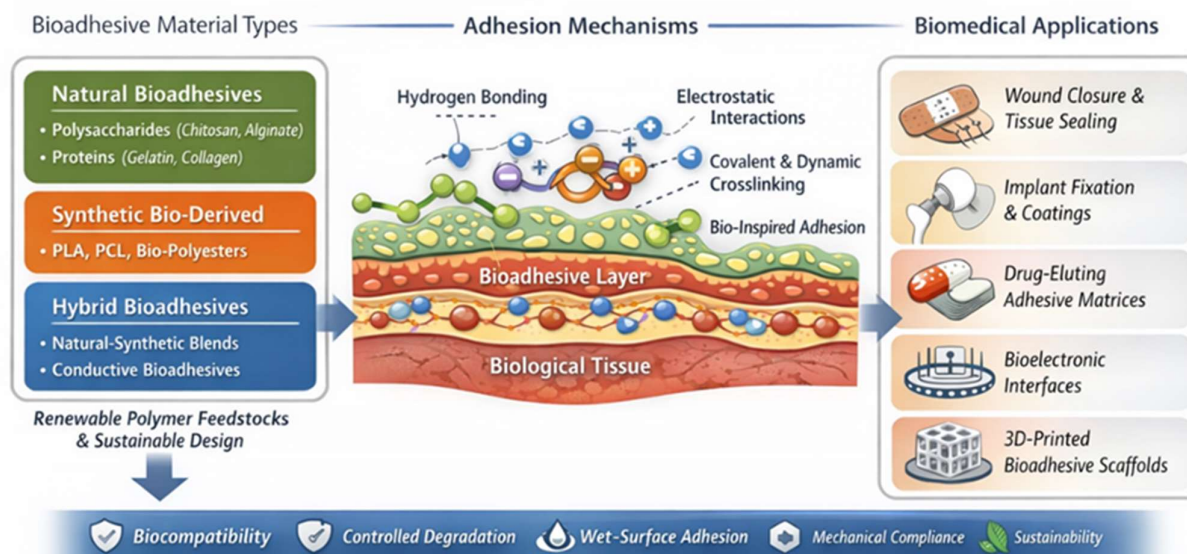 Bioadhesive Material Types
Adhesion Mechanisms
Biomedical Applications
Natural Bioadhesives
• Polysaccharides (Chitosan, Alginate)
• Proteins (Gelatin, Collagen)
Synthetic Bio-Derived
• PLA, PCL, Bio-Polyesters
Hybrid Bioadhesives
• Natural-Synthetic Blends
• Conductive Bioadhesives
Renewable Polymer Feedstocks
& Sustainable Design
Hydrogen Bonding
Electrostatic
Interactions
Covalent & Dynamic
Crosslinking
Bio-Inspired Adhesion
Bioadhesive Layer
Biological Tissue
Wound Closure &
Tissue Sealing
Implant Fixation
& Coatings
Drug-Eluting
Adhesive Matrices
Bioelectronic
Interfaces
3D-Printed
Bioadhesive Scaffolds
Biocompatibility
Controlled Degradation
Wet-Surface Adhesion
Mechanical Compliance
Sustainability